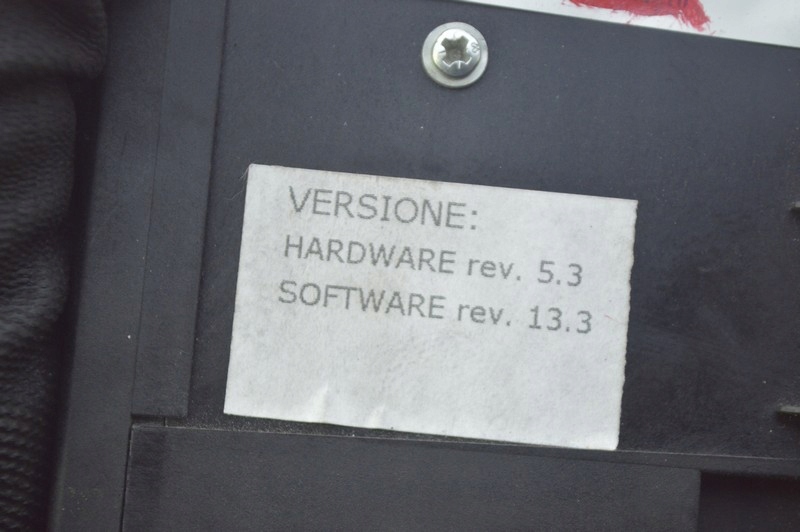 VERSIONE:
HARDWARE rev. 5.3
SOFTWARE rev. 13.3